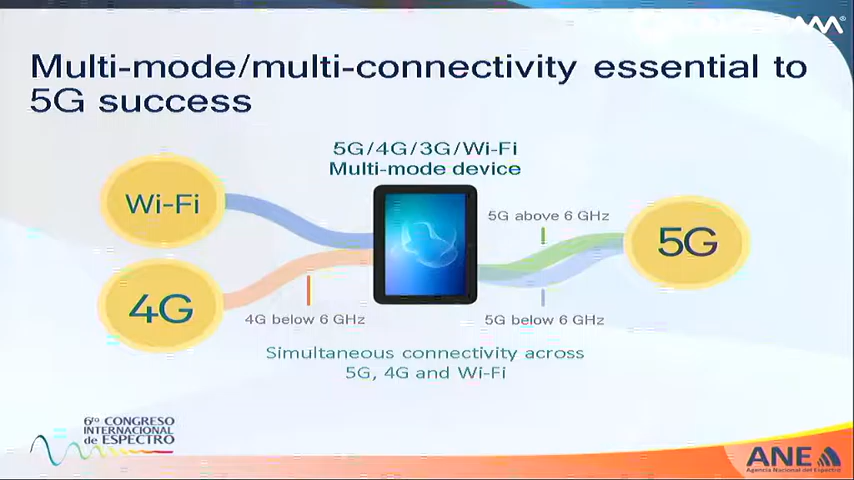 Multi-mode/multi-connectivity essential to
5G success
5G/4G/3G/Wi-Fi
Multi-mode device
Wi-Fi
5G above 6 GHz
5G
4G
4G below 6 GHz
5G below 6 GHz
Simultaneous connectivity across
5G, 4G and Wi-Fi
6to CONGRESO
INTERNACIONAL
de ESPECTRO
ANE
Agencia Nacional del Espectro